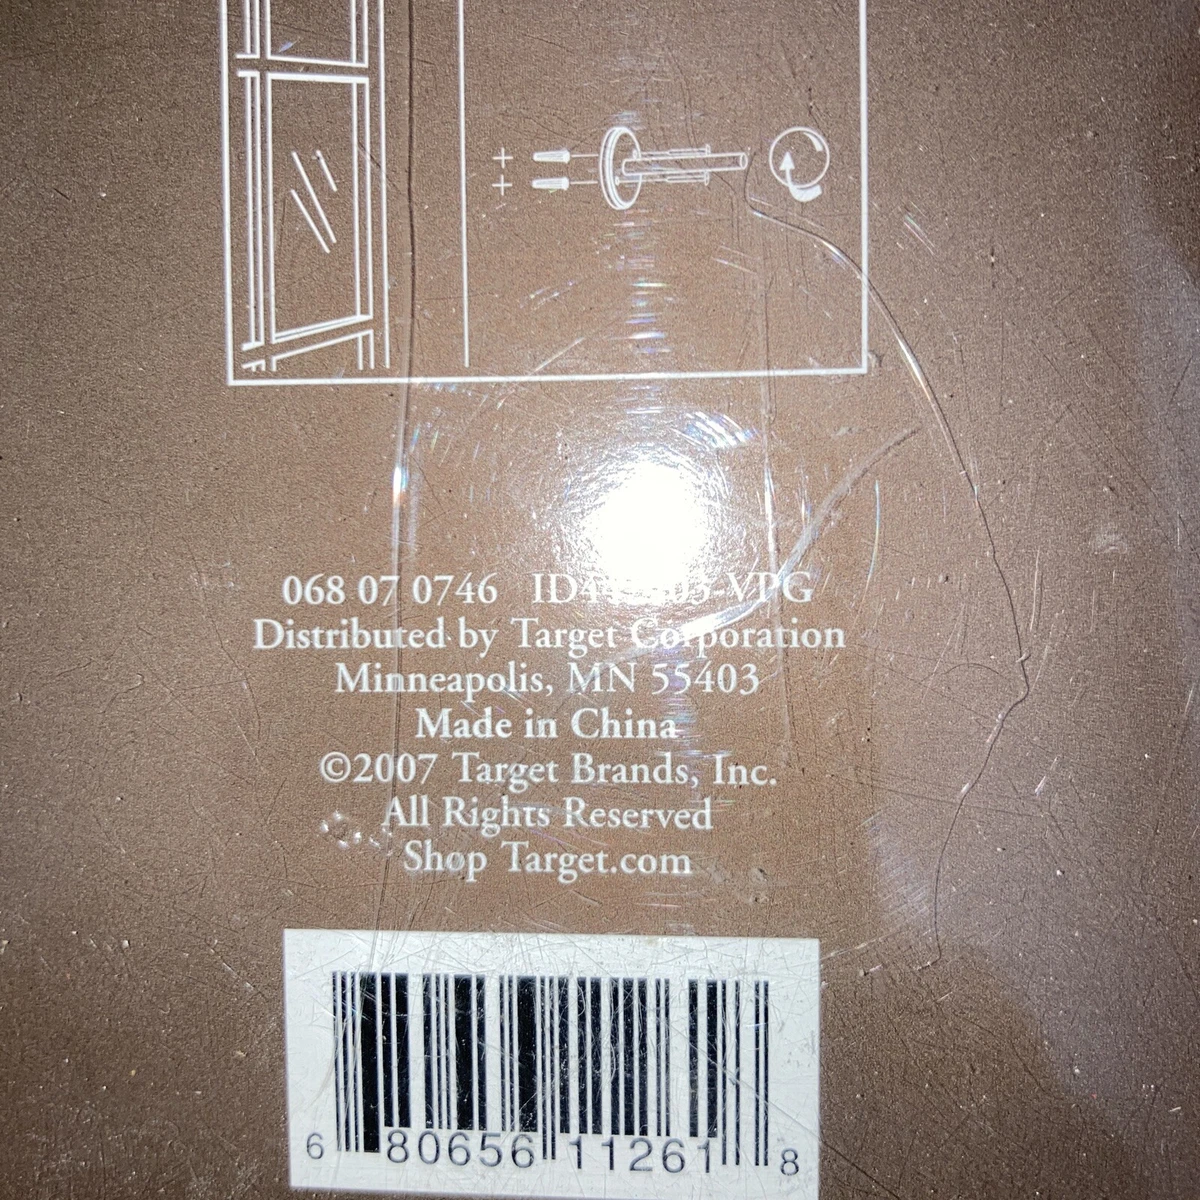 068 07 0746
Distributed by Target Corporation
Minneapolis, MN 55403
Made in China
©2007 Target Brands, Inc.
All Rights Reserved
Shop Target.com
6 80656 11261 8